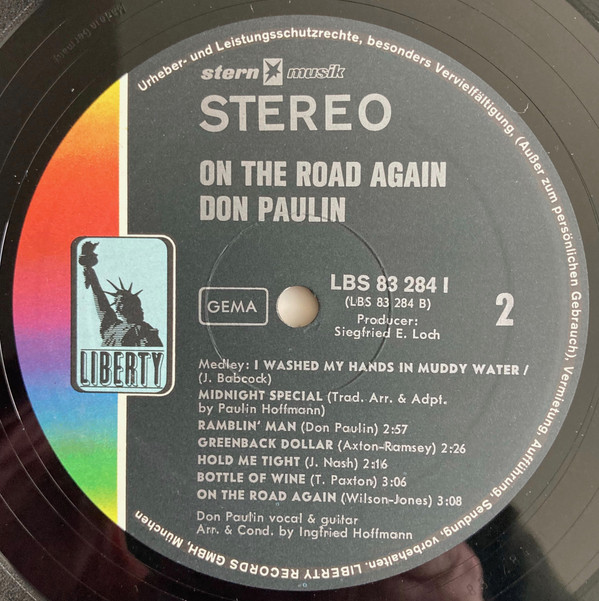 Urheber- und Leistungsschutzrechte, besonders Vervielfältigung, (Außer zum persönlichen Gebrauch), Vermietung, Aufführung, Sendung, vorbehalten. LIBERTY RECORDS GMBH, München
stern musik
STEREO
ON THE ROAD AGAIN
DON PAULIN
LIBERTY
GEMA
LBS 83 284 I
(LBS 83 284 B)
Producer:
Siegfried E. Loch
2
Medley: I WASHED MY HANDS IN MUDDY WATER /
(J. Babcock)
MIDNIGHT SPECIAL (Trad. Arr. & Adpt.
by Paulin Hoffmann)
RAMBLIN' MAN (Don Paulin) 2:57
GREENBACK DOLLAR (Axton-Ramsey) 2:26
HOLD ME TIGHT (J. Nash) 2:16
BOTTLE OF WINE (T. Paxton) 3:06
ON THE ROAD AGAIN (Wilson-Jones) 3:08
Don Paulin vocal & guitar
Arr. & Cond. by Ingfried Hoffmann